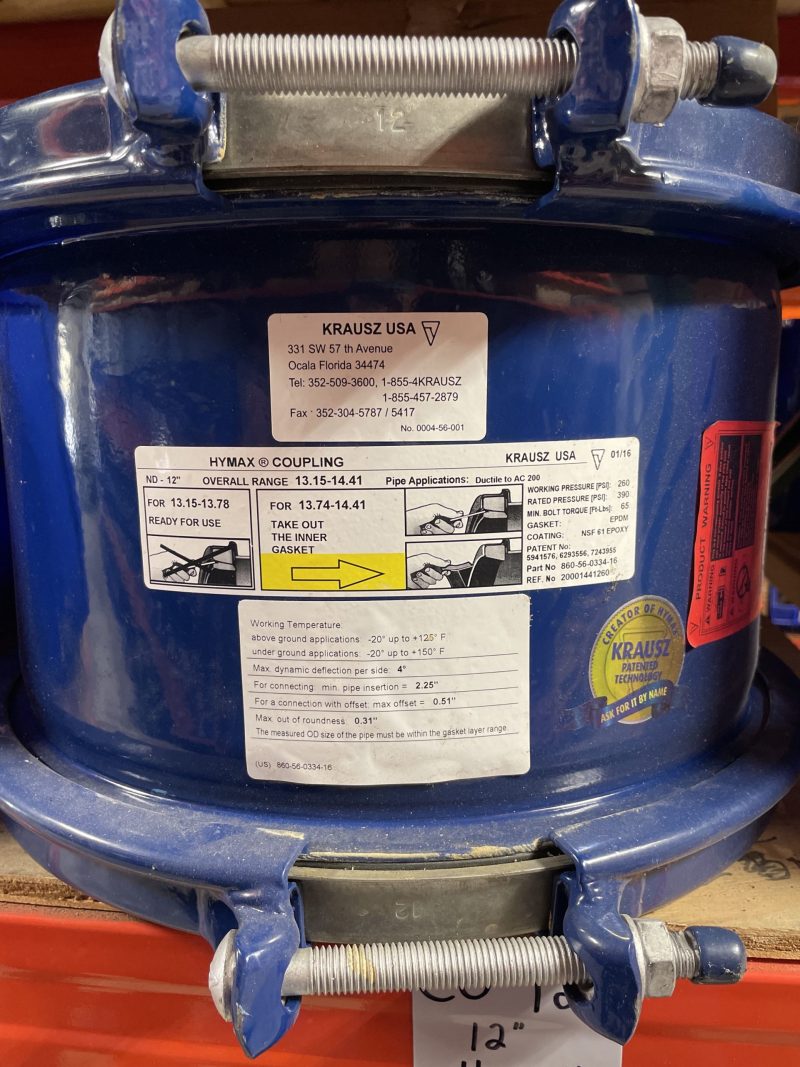 12
KRAUSZ USA
331 SW 57 th Avenue
Ocala Florida 34474
Tel: 352-509-3600, 1-855-4KRAUSZ
1-855-457-2879
Fax : 352-304-5787 / 5417
No. 0004-56-001
HYMAX ® COUPLING KRAUSZ USA 01/16
ND - 12" OVERALL RANGE 13.15-14.41 Pipe Applications: Ductile to AC 200
FOR 13.15-13.78
READY FOR USE
FOR 13.74-14.41
TAKE OUT
THE INNER
GASKET
WORKING PRESSURE [PSI]: 260
RATED PRESSURE [PSI]: 390
MIN. BOLT TORQUE [Ft-Lbs]: 65
GASKET: EPDM
COATING: NSF 61 EPOXY
PATENT No:
5941576, 6293556, 7243955
Part No 860-56-0334-16
REF. No 20001441260
PRODUCT WARNING
WARNING
WARNING
Working Temperature:
above ground applications: -20° up to +125° F
under ground applications: -20° up to +150° F
Max. dynamic deflection per side: 4°
For connecting: min. pipe insertion = 2.25"
For a connection with offset: max offset = 0.51"
Max. out of roundness: 0.31"
The measured OD size of the pipe must be within the gasket layer range.
(US) 860-56-0334-16
CREATOR OF HYMAX
KRAUSZ
PATENTED
TECHNOLOGY
ASK FOR IT BY NAME
12
12"